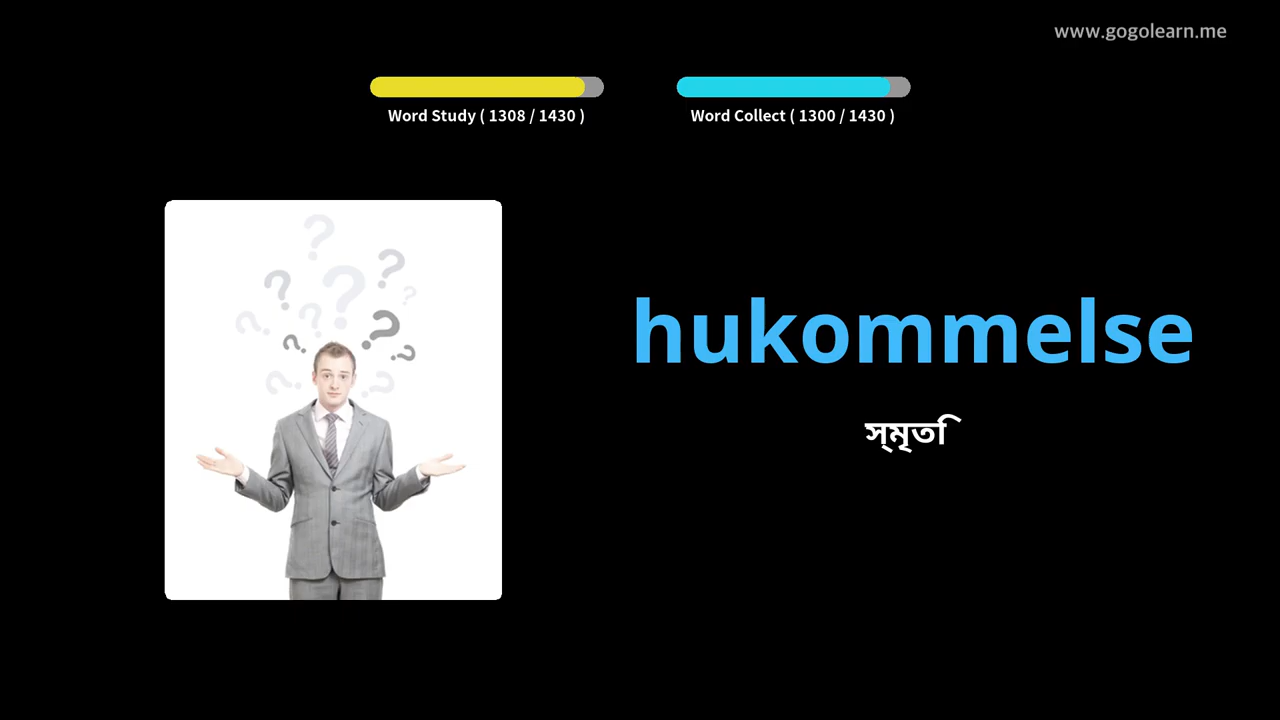 www.gogolearn.me
Word Study ( 1308 / 1430 )
Word Collect ( 1300 / 1430 )
hukommelse
স্মৃতি